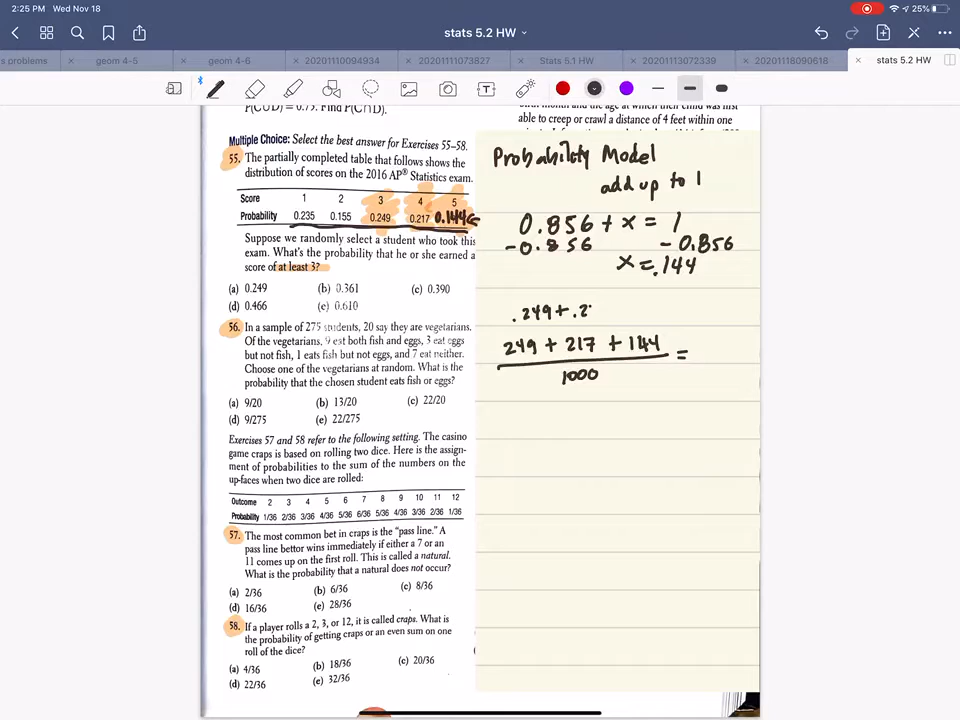 2:25 PM Wed Nov 18
25%
stats 5.2 HW
s problems
geom 4-5
geom 4-6
20201110094934
20201111073827
Stats 5.1 HW
20201113072339
20201118090618
stats 5.2 HW
P(C∪D) = 0.75. Find P(C∩D).
Multiple Choice: Select the best answer for Exercises 55–58.
55. The partially completed table that follows shows the
distribution of scores on the 2016 AP® Statistics exam.
Score 1 2 3 4 5
Probability 0.235 0.155 0.249 0.217 0.144
Suppose we randomly select a student who took this
exam. What's the probability that he or she earned a
score of at least 3?
(a) 0.249 (b) 0.361 (c) 0.390
(d) 0.466 (e) 0.610
56. In a sample of 275 students, 20 say they are vegetarians.
Of the vegetarians, 9 eat both fish and eggs, 3 eat eggs
but not fish, 1 eats fish but not eggs, and 7 eat neither.
Choose one of the vegetarians at random. What is the
probability that the chosen student eats fish or eggs?
(a) 9/20 (b) 13/20 (c) 22/20
(d) 9/275 (e) 22/275
Exercises 57 and 58 refer to the following setting. The casino
game craps is based on rolling two dice. Here is the assign-
ment of probabilities to the sum of the numbers on the
up-faces when two dice are rolled:
Outcome 2 3 4 5 6 7 8 9 10 11 12
Probability 1/36 2/36 3/36 4/36 5/36 6/36 5/36 4/36 3/36 2/36 1/36
57. The most common bet in craps is the "pass line." A
pass line bettor wins immediately if either a 7 or an
11 comes up on the first roll. This is called a natural.
What is the probability that a natural does not occur?
(a) 2/36 (b) 6/36 (c) 8/36
(d) 16/36 (e) 28/36
58. If a player rolls a 2, 3, or 12, it is called craps. What is
the probability of getting craps or an even sum on one
roll of the dice?
(a) 4/36 (b) 18/36 (c) 20/36
(d) 22/36 (e) 32/36
birth month and the age at which their child was first
able to creep or crawl a distance of 4 feet within one
Probability Model
add up to 1
0.856 + x = 1
-0.856 - 0.856
x = .144
.249 + .2
249 + 217 + 144 =
1000